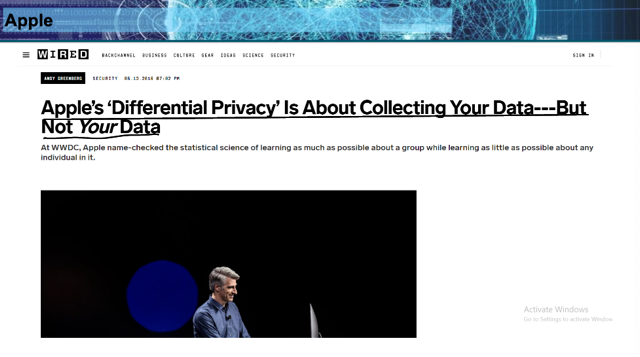 Apple
WIRED
BACKCHANNEL BUSINESS CULTURE GEAR IDEAS SCIENCE SECURITY
SIGN IN
ANDY GREENBERG SECURITY 06.13.2016 07:02 PM
Apple's 'Differential Privacy' Is About Collecting Your Data---But
Not Your Data
At WWDC, Apple name-checked the statistical science of learning as much as possible about a group while learning as little as possible about any
individual in it.
Activate Windows
Go to Settings to activate Windows.